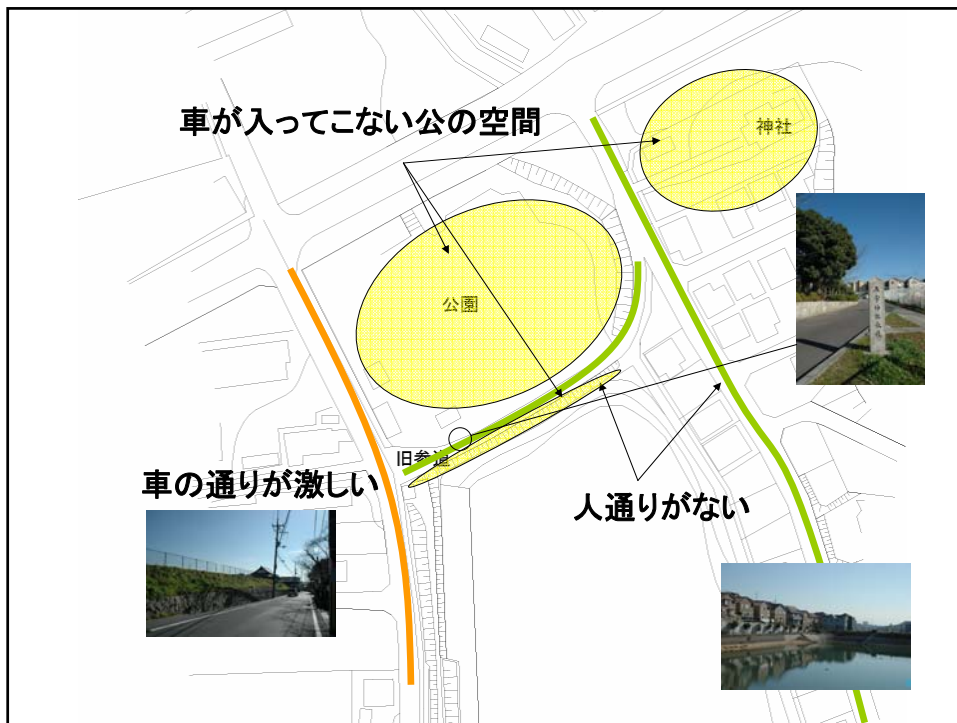 車が入ってこない公の空間
神社
公園
旧参道
車の通りが激しい
人通りがない